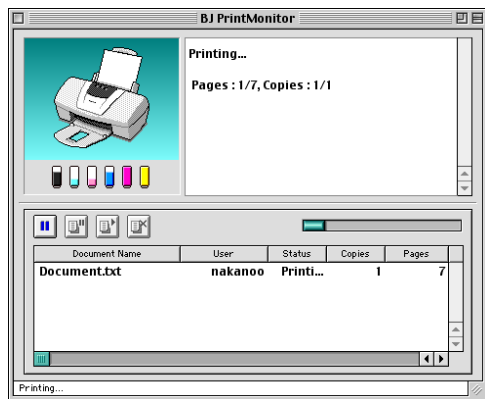 BJ PrintMonitor
Printing...
Pages : 1/7, Copies : 1/1
Document Name User Status Copies Pages
Document.txt nakanoo Printi... 1 7
Printing...